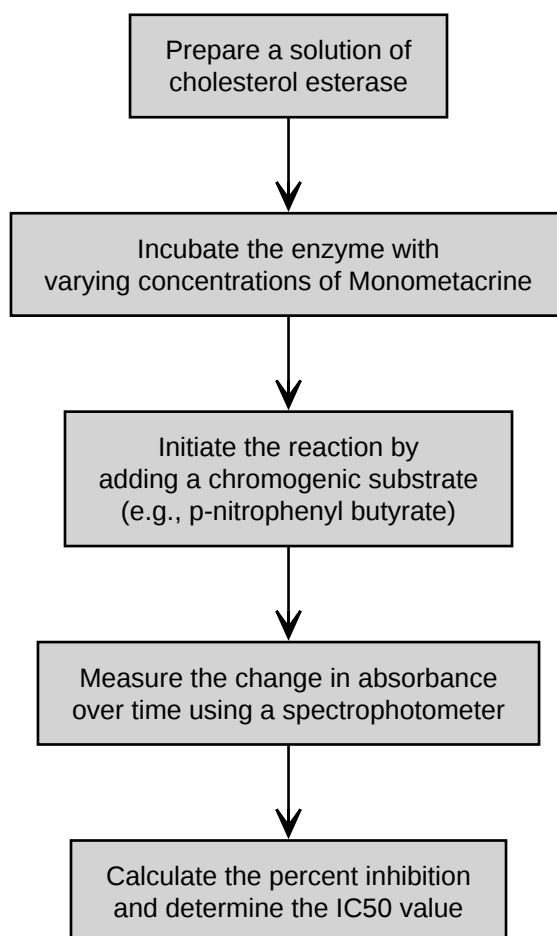 Prepare a solution of
cholesterol esterase
Incubate the enzyme with
varying concentrations of Monometacrine
Initiate the reaction by
adding a chromogenic substrate
(e.g., p-nitrophenyl butyrate)
Measure the change in absorbance
over time using a spectrophotometer
Calculate the percent inhibition
and determine the IC50 value